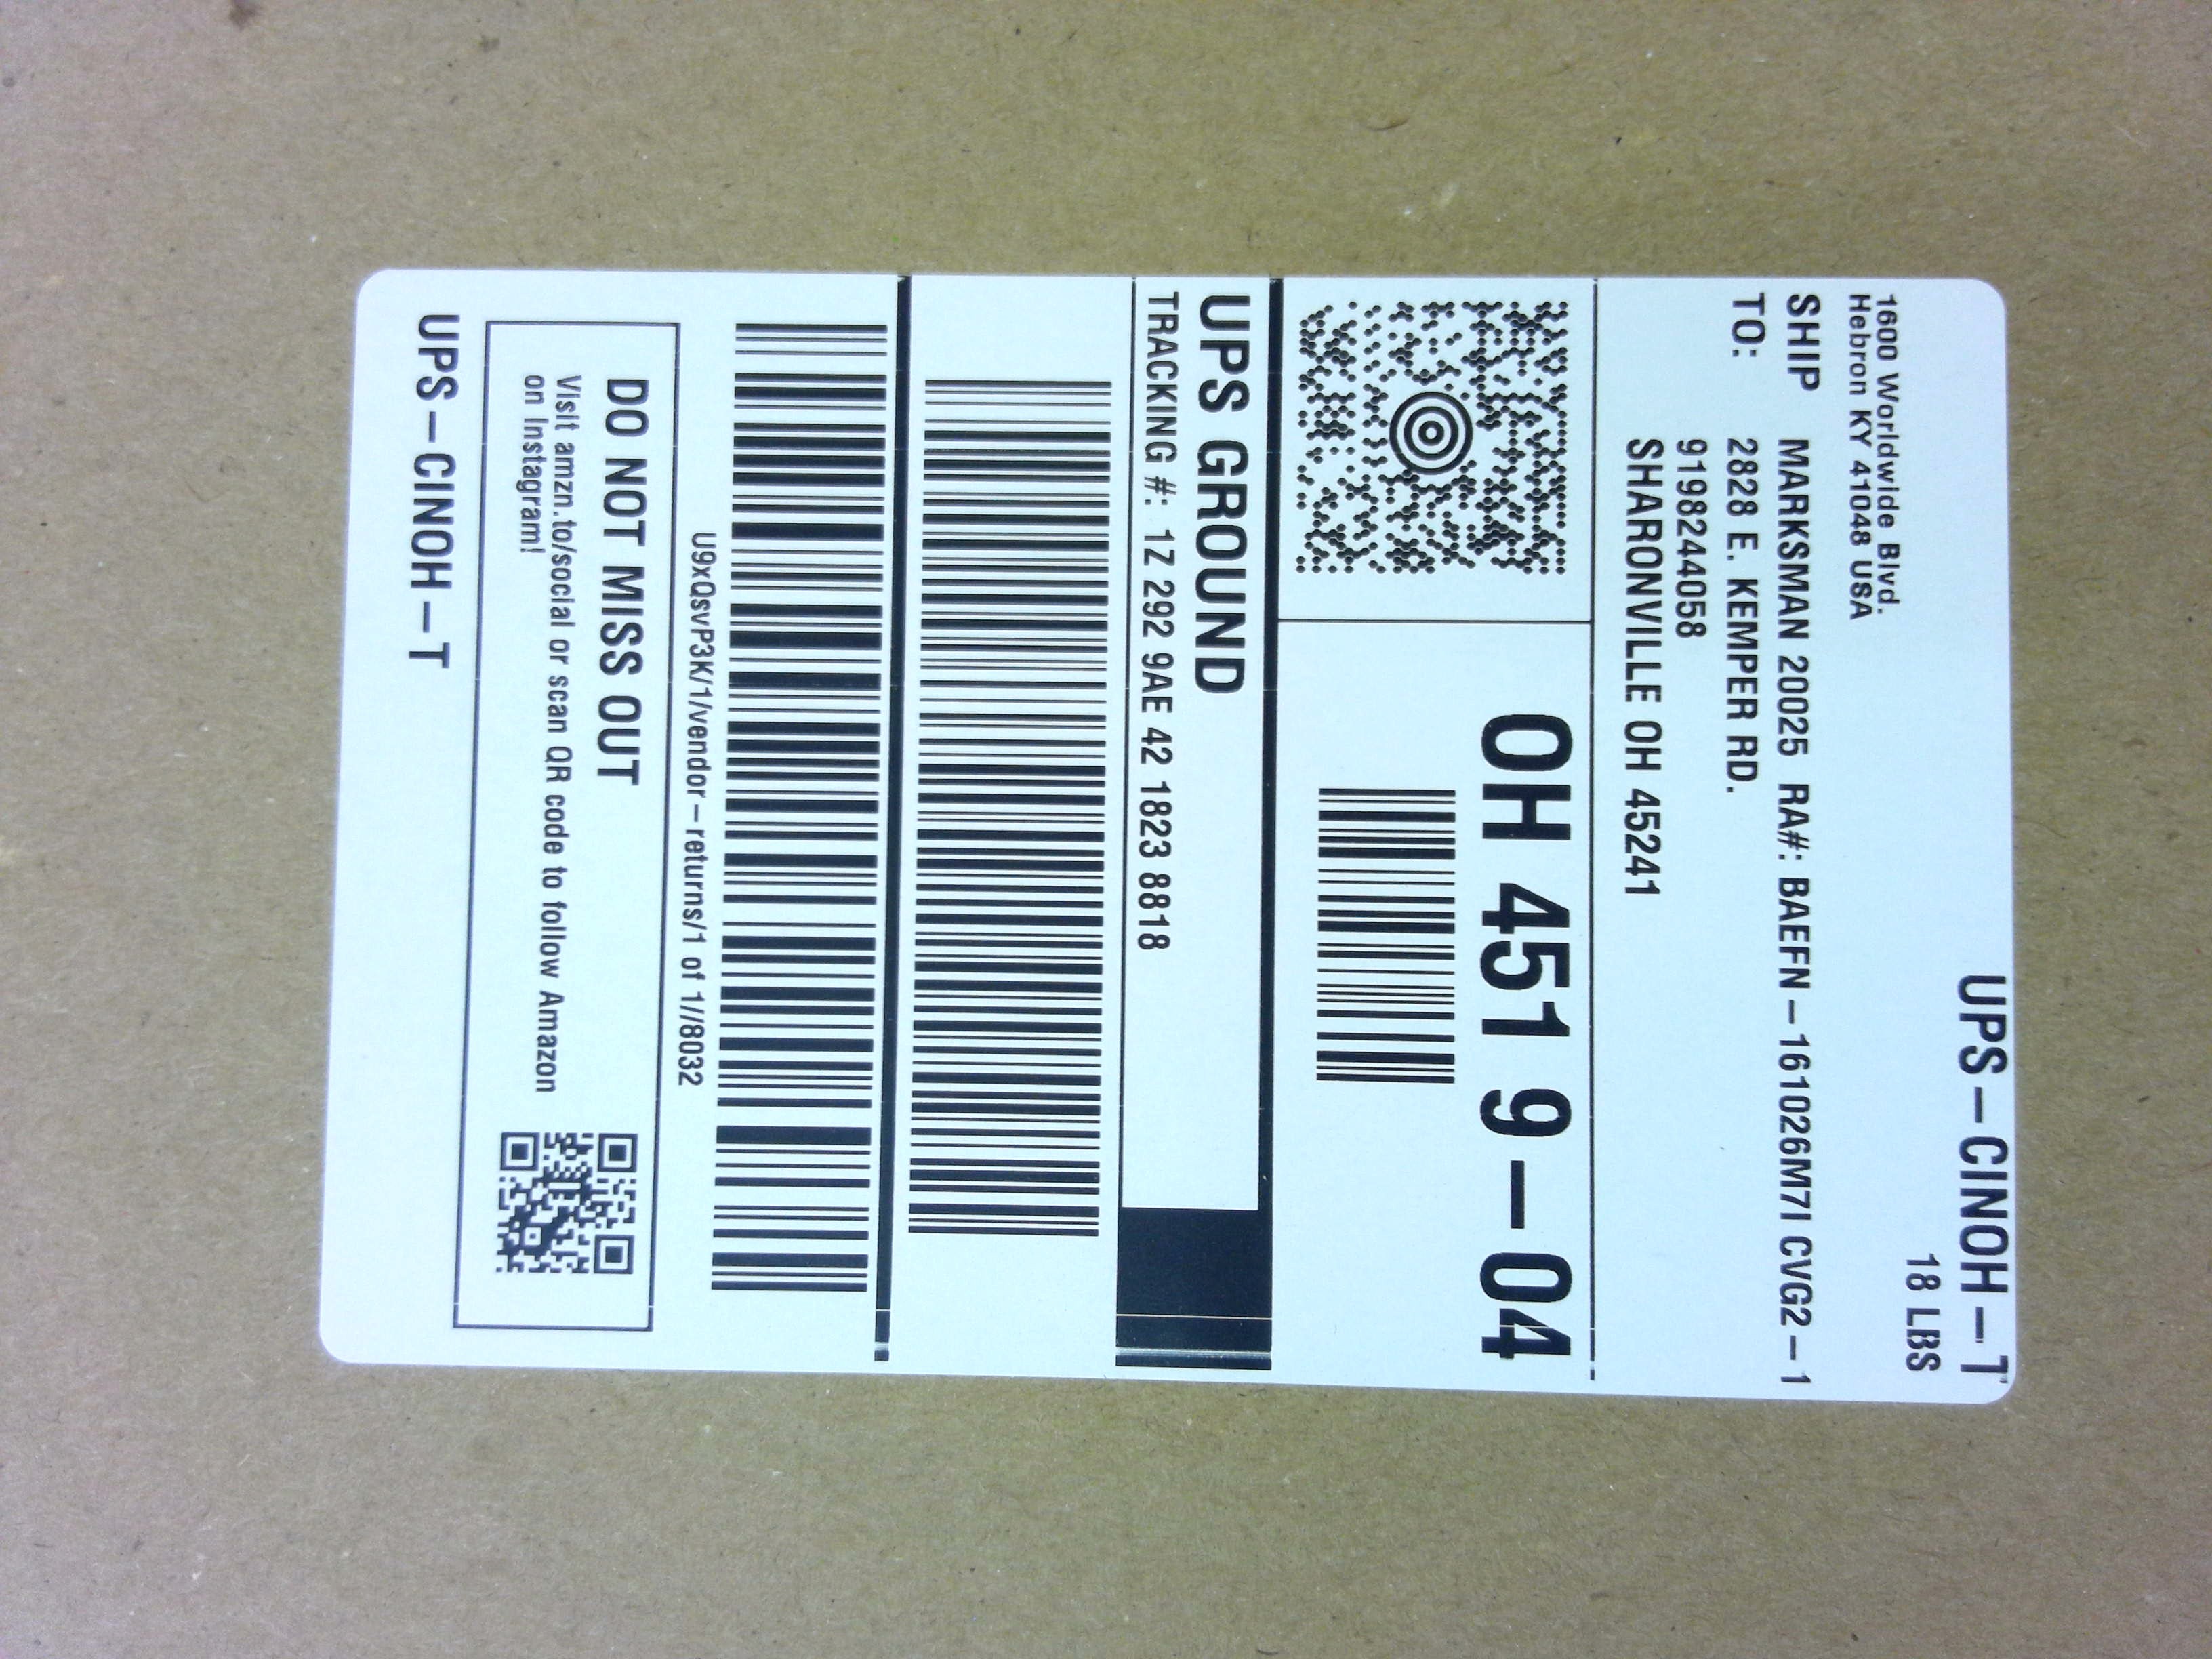 UPS-CINOH-T
18 LBS
1600 Worldwide Blvd.
Hebron KY 41048 USA
SHIP MARKSMAN 20025 RA#: BAEFN-161026M7I CVG2-1
TO: 2828 E. KEMPER RD.
9198244058
SHARONVILLE OH 45241
OH 451 9-04
UPS GROUND
TRACKING #: 1Z 292 9AE 42 1823 8818
U9xQsvP3K/1/vendor-returns/1 of 1//8032
DO NOT MISS OUT
Visit amzn.to/social or scan QR code to follow Amazon
on Instagram!
UPS-CINOH-T